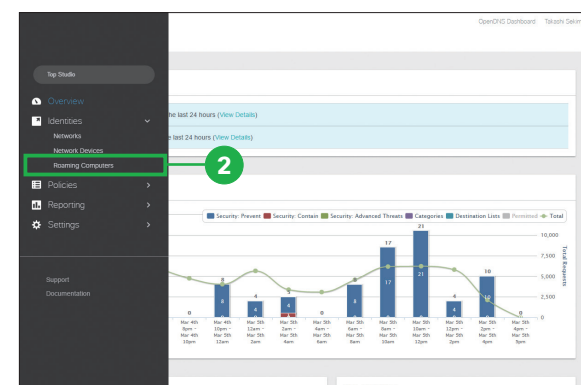 OpenDNS Dashboard Takashi Sekim
Top Studio
Overview
Identities
Networks
Network Devices
Roaming Computers
2
Policies
Reporting
Settings
Support
Documentation
he last 24 hours (View Details)
e last 24 hours (View Details)
Security: Prevent Security: Contain Security: Advanced Threats Categories Destination Lists Permitted Total
21
17
10
8
4
4
10,000
7,500
5,000
2,500
0
Total Requests
0 8 4 4 0 8 17 21 4 0
Mar 4th 8pm - Mar 4th 10pm
Mar 4th 10pm - Mar 5th 12am
Mar 5th 12am - Mar 5th 2am
Mar 5th 2am - Mar 5th 4am
Mar 5th 4am - Mar 5th 6am
Mar 5th 6am - Mar 5th 8am
Mar 5th 8am - Mar 5th 10am
Mar 5th 10am - Mar 5th 12pm
Mar 5th 12pm - Mar 5th 2pm
Mar 5th 2pm - Mar 5th 4pm
Mar 5th 4pm -